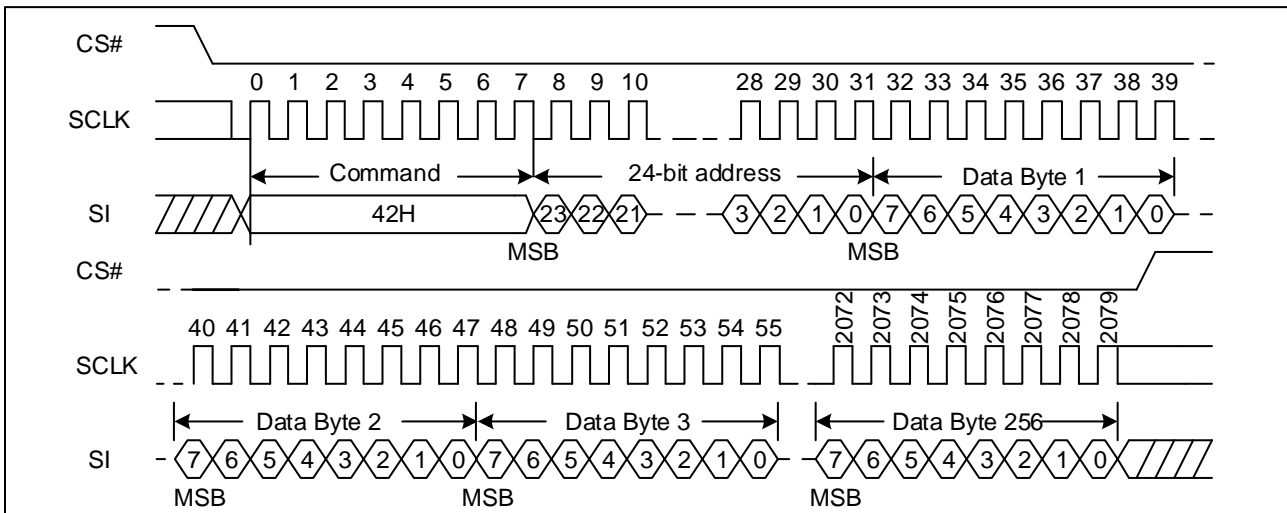 CS#
0 1 2 3 4 5 6 7 8 9 10 28 29 30 31 32 33 34 35 36 37 38 39
SCLK
Command 24-bit address Data Byte 1
SI 42H 23 22 21 3 2 1 0 7 6 5 4 3 2 1 0
MSB MSB
CS#
40 41 42 43 44 45 46 47 48 49 50 51 52 53 54 55 2072 2073 2074 2075 2076 2077 2078 2079
SCLK
Data Byte 2 Data Byte 3 Data Byte 256
SI 7 6 5 4 3 2 1 0 7 6 5 4 3 2 1 0 7 6 5 4 3 2 1 0
MSB MSB MSB